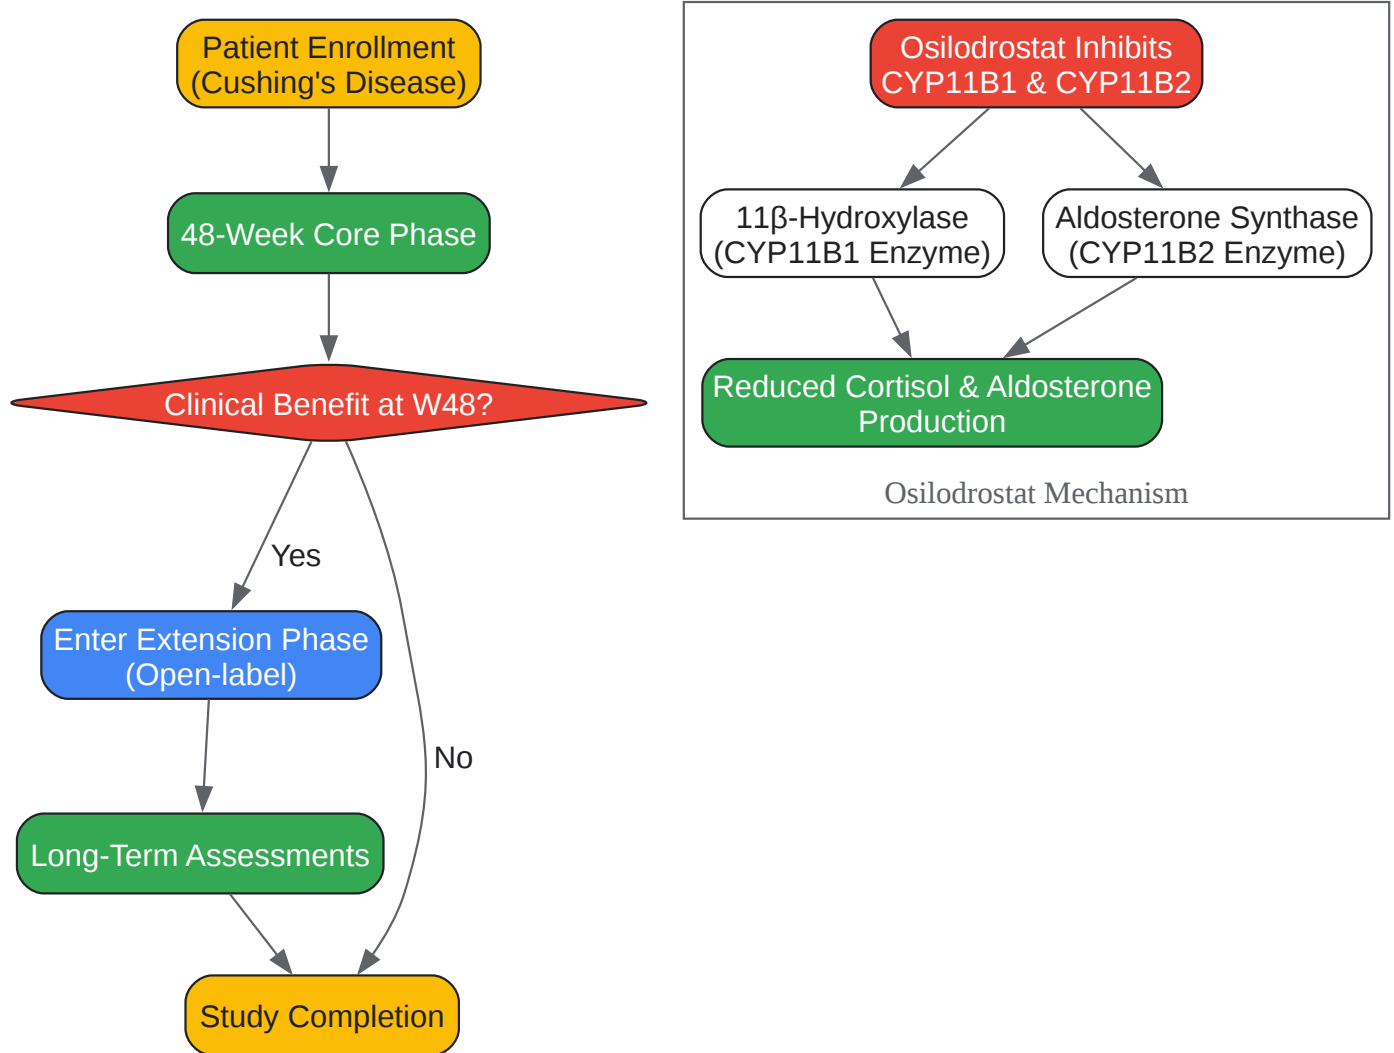 Patient Enrollment
(Cushing's Disease)
48-Week Core Phase
Clinical Benefit at W48?
Yes
Enter Extension Phase
(Open-label)
No
Long-Term Assessments
Study Completion
Osilodrostat Inhibits
CYP11B1 & CYP11B2
11β-Hydroxylase
(CYP11B1 Enzyme)
Aldosterone Synthase
(CYP11B2 Enzyme)
Reduced Cortisol & Aldosterone
Production
Osilodrostat Mechanism